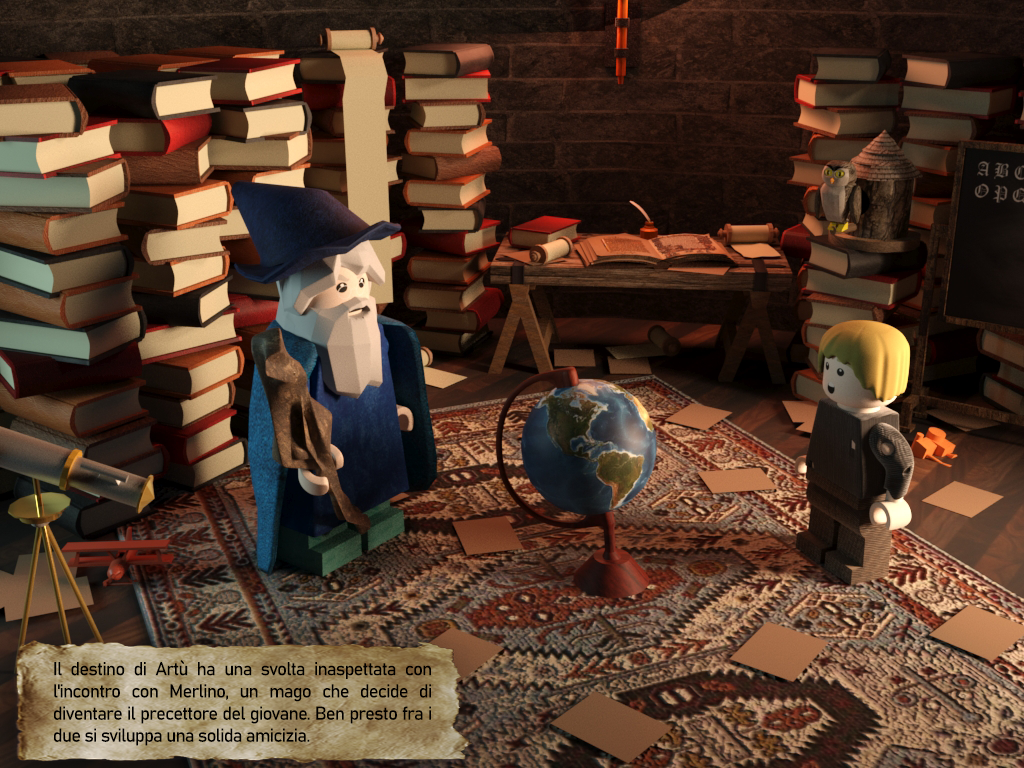 A B C
O P Q
Il destino di Artù ha una svolta inaspettata con
l'incontro con Merlino, un mago che decide di
diventare il precettore del giovane. Ben presto fra i
due si sviluppa una solida amicizia.